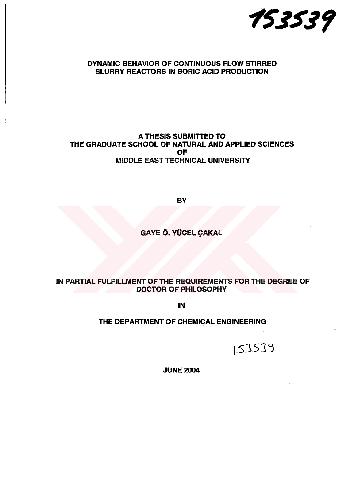 153539
DYNAMIC BEHAVIOR OF CONTINUOUS FLOW STIRRED
SLURRY REACTORS IN BORIC ACID PRODUCTION
A THESIS SUBMITTED TO
THE GRADUATE SCHOOL OF NATURAL AND APPLIED SCIENCES
OF
MIDDLE EAST TECHNICAL UNIVERSITY
BY
GAYE Ö. YÜCEL ÇAKAL
IN PARTIAL FULFILLMENT OF THE REQUIREMENTS FOR THE DEGREE OF
DOCTOR OF PHILOSOPHY
IN
THE DEPARTMENT OF CHEMICAL ENGINEERING
153539
JUNE 2004